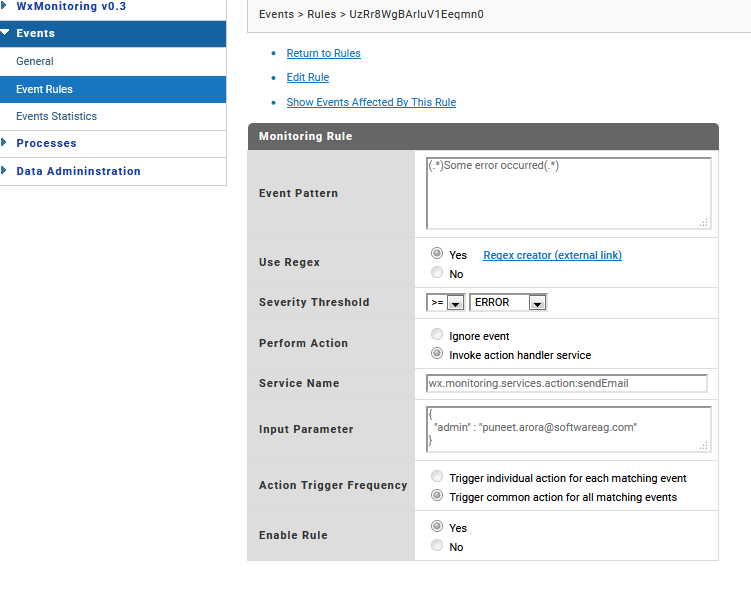 WxMonitoring v0.3
Events
General
Event Rules
Events Statistics
Processes
Data Admininstration
Events > Rules > UzRr8WgBArIuV1Eeqmn0
Return to Rules
Edit Rule
Show Events Affected By This Rule
Monitoring Rule
Event Pattern
(.*)Some error occurred(.*)
Use Regex
Yes Regex creator (external link)
No
Severity Threshold
>= ERROR
Perform Action
Ignore event
Invoke action handler service
Service Name
wx.monitoring.services.action:sendEmail
Input Parameter
{
"admin" : "puneet.arora@softwareag.com"
}
Action Trigger Frequency
Trigger individual action for each matching event
Trigger common action for all matching events
Enable Rule
Yes
No